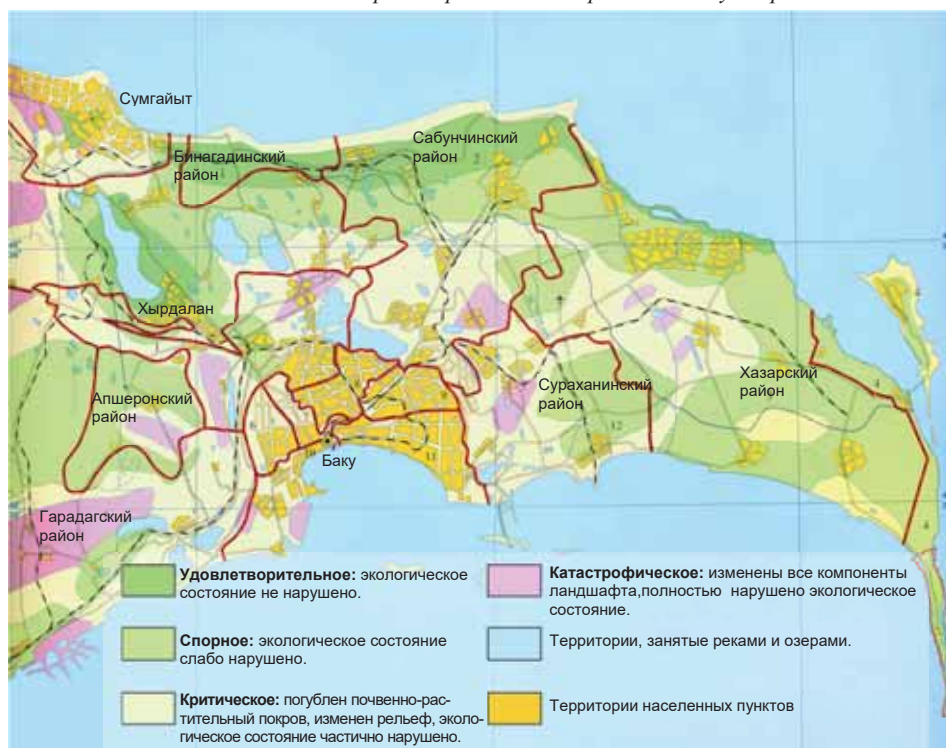 Сумгайыт
Бинагадинский
район
Сабунчинский
район
Хырдалан
Апшеронский
район
Сураханинский
район
Хазарский
район
Баку
Гарадагский
район
11
12
Удовлетворительное: экологическое
состояние не нарушено.
Спорное: экологическое состояние
слабо нарушено.
Критическое: погублен почвенно-рас-
тительный покров, изменен рельеф, эколо-
гическое состояние частично нарушено.
Катастрофическое: изменены все компоненты
ландшафта,полностью нарушено экологическое
состояние.
Территории, занятые реками и озерами.
Территории населенных пунктов